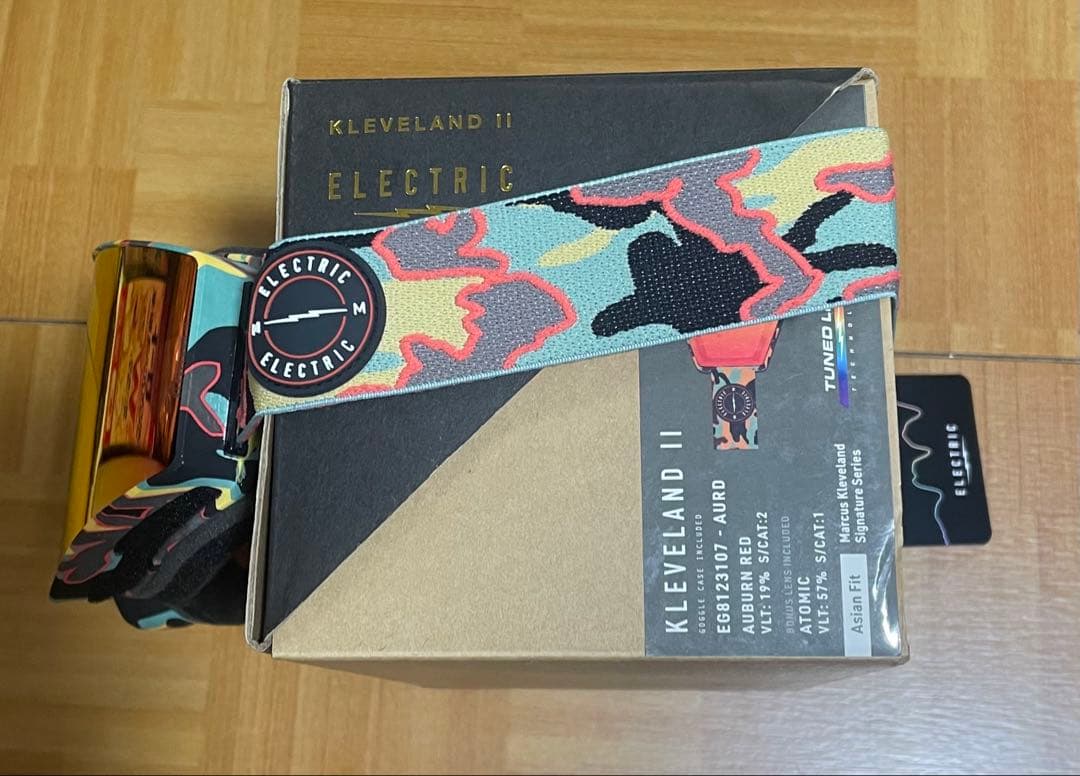 KLEVELAND II
ELECTRIC
ELECTRIC
M
M
ELECTRIC
TUNED
KLEVELAND II
GOGGLE CASE INCLUDED
EG8123107 - AURD
AUBURN RED
VLT: 19% S/CAT:2
BONUS LENS INCLUDED
ATOMIC
VLT: 57% S/CAT:1
Asian Fit
Marcus Kleveland
Signature Series
ELECTRIC